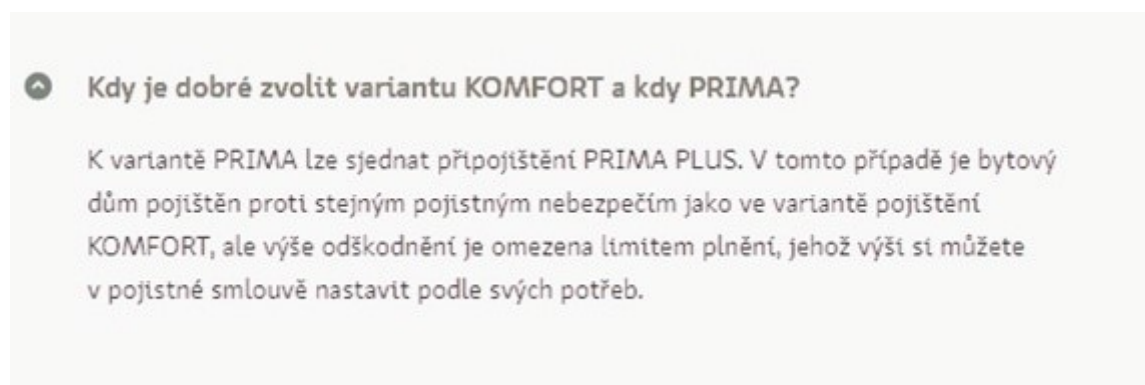 Kdy je dobré zvolit variantu KOMFORT a kdy PRIMA?
K variantě PRIMA lze sjednat připojištění PRIMA PLUS. V tomto případě je bytový
dům pojištěn proti stejným pojistným nebezpečím jako ve variantě pojištění
KOMFORT, ale výše odškodnění je omezena limitem plnění, jehož výši si můžete
v pojistné smlouvě nastavit podle svých potřeb.